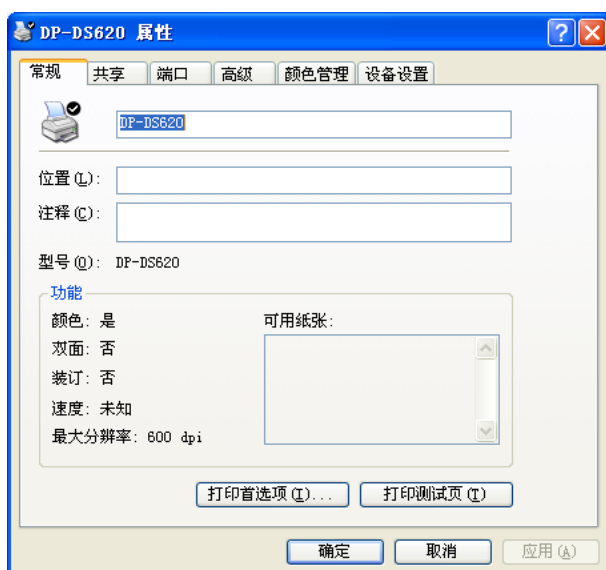 DP-DS620 属性
常规 共享 端口 高级 颜色管理 设备设置
DP-DS620
位置(L):
注释(C):
型号(O): DP-DS620
功能
颜色: 是 可用纸张:
双面: 否
装订: 否
速度: 未知
最大分辨率: 600 dpi
打印首选项(I)... 打印测试页(T)
确定 取消 应用(A)